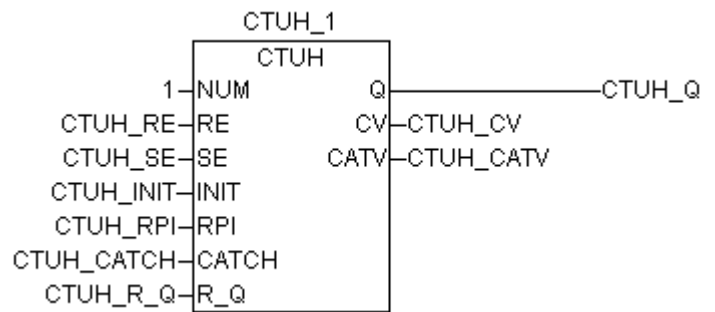 CTUH_1
CTUH
1 NUM Q CTUH_Q
CTUH_RE RE CV CTUH_CV
CTUH_SE SE CATV CTUH_CATV
CTUH_INIT INIT
CTUH_RPI RPI
CTUH_CATCH CATCH
CTUH_R_Q R_Q